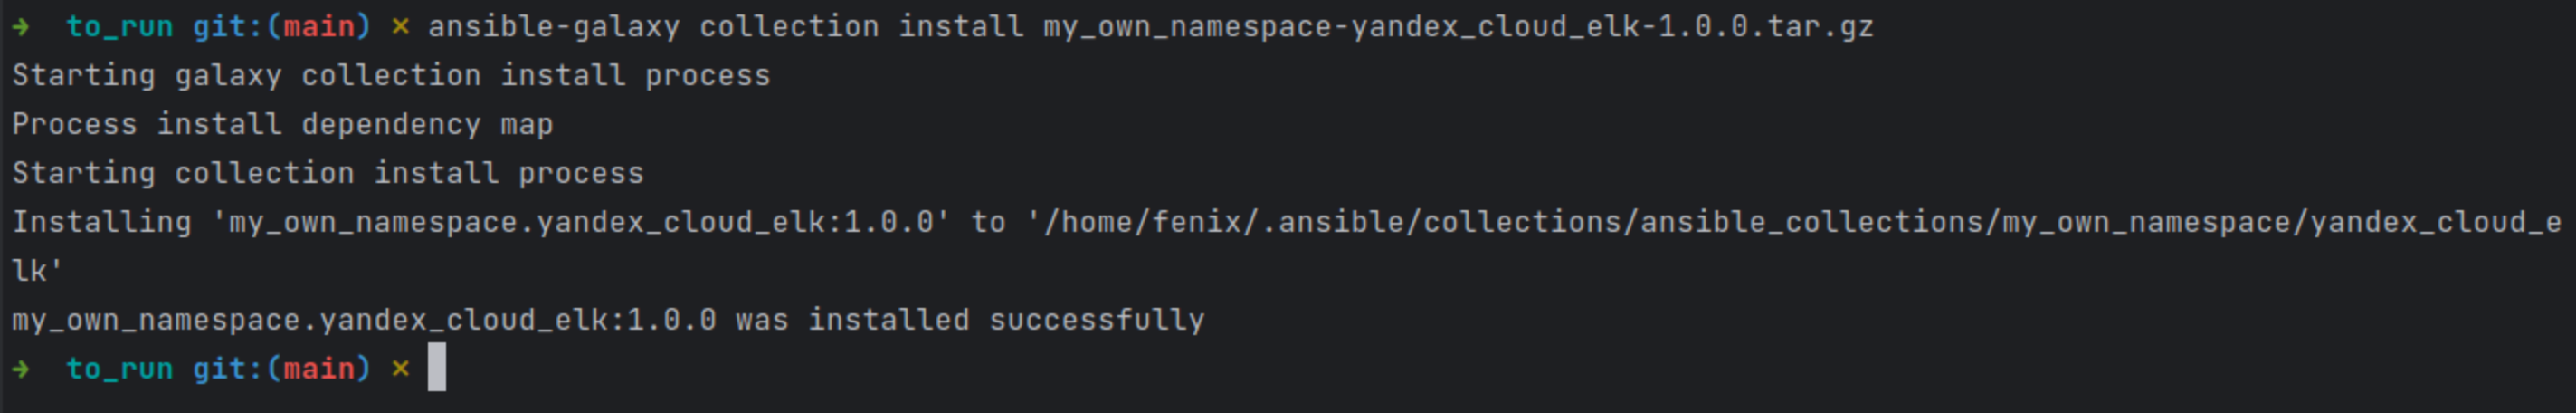 ➜  to_run git:(main) ✗ ansible-galaxy collection install my_own_namespace-yandex_cloud_elk-1.0.0.tar.gz
Starting galaxy collection install process
Process install dependency map
Starting collection install process
Installing 'my_own_namespace.yandex_cloud_elk:1.0.0' to '/home/fenix/.ansible/collections/ansible_collections/my_own_namespace/yandex_cloud_e
lk'
my_own_namespace.yandex_cloud_elk:1.0.0 was installed successfully
➜  to_run git:(main) ✗